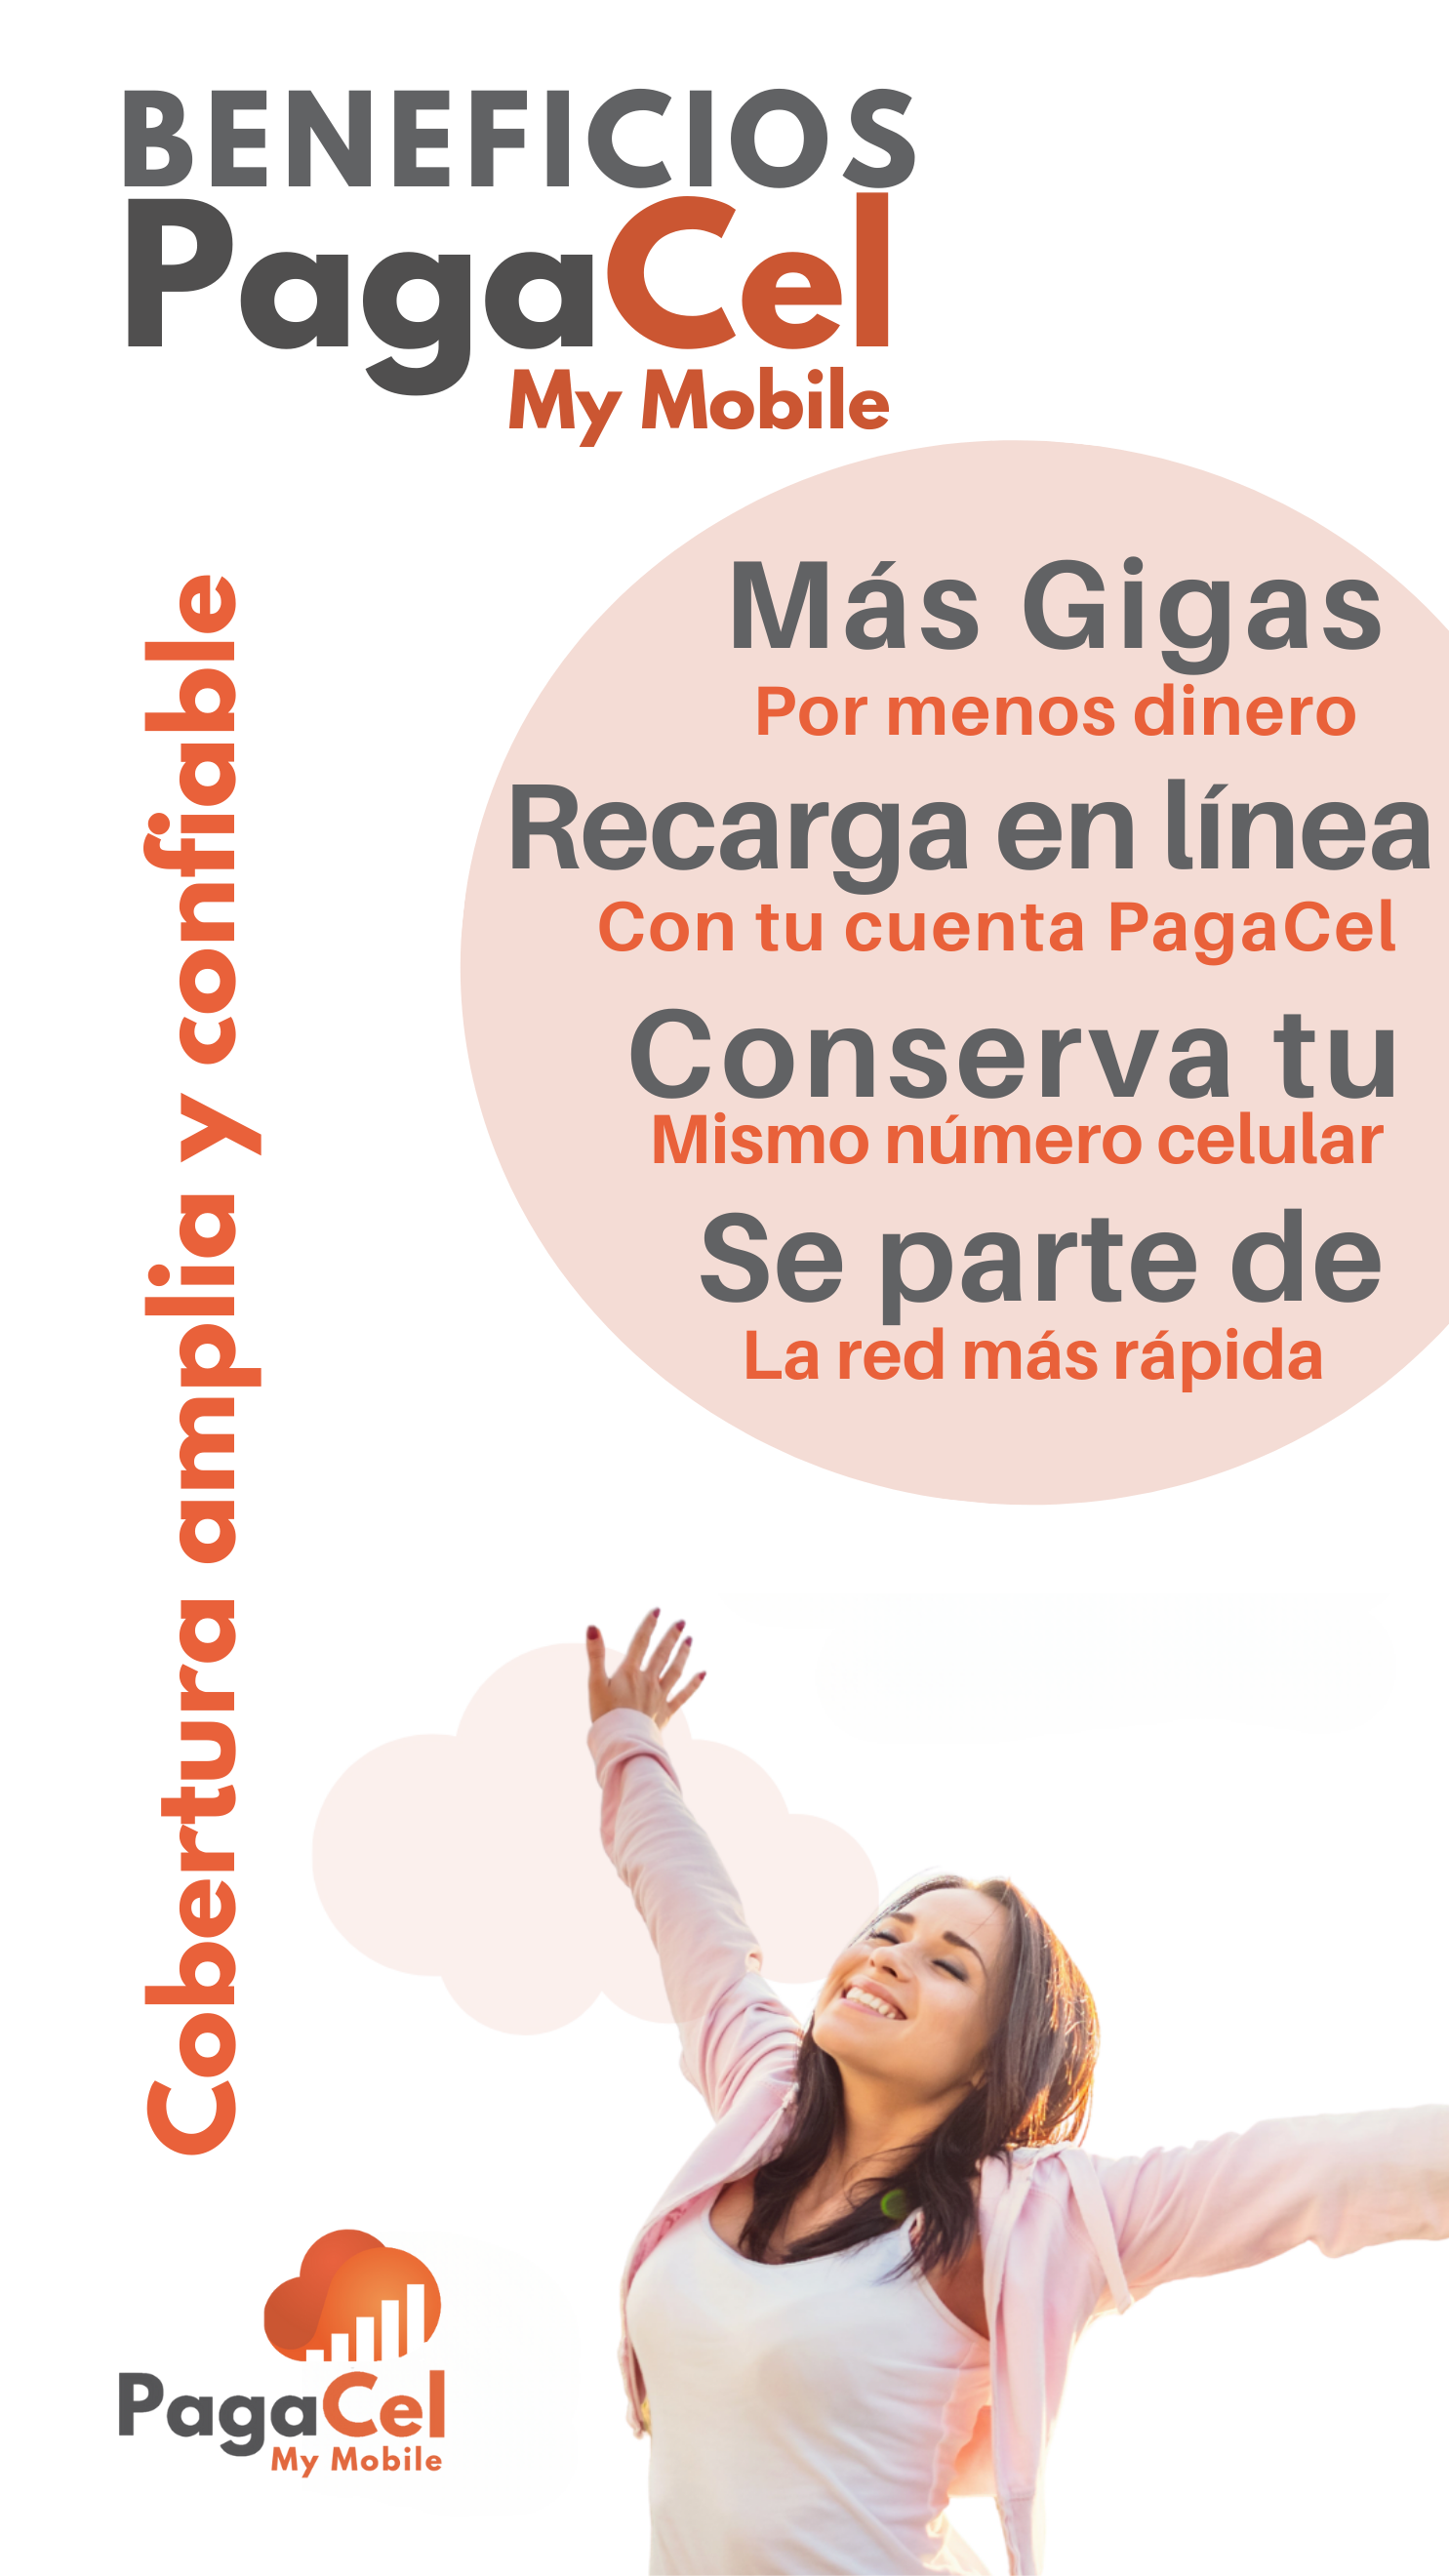 BENEFICIOS
PagaCel
My Mobile
Más Gigas
Por menos dinero
Recarga en línea
Con tu cuenta PagaCel
Conserva tu
Mismo número celular
Se parte de
La red más rápida
Cobertura amplia y confiable
PagaCel
My Mobile